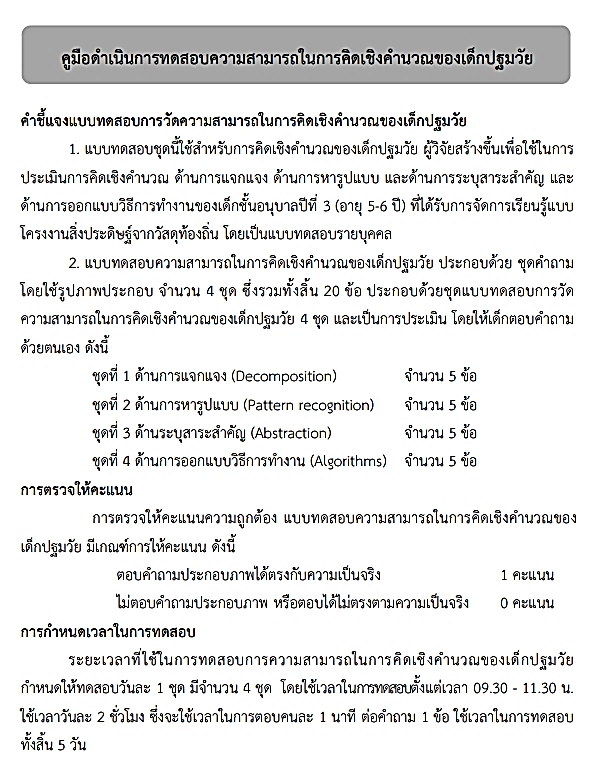 คู่มือดำเนินการทดสอบความสามารถในการคิดเชิงคำนวณของเด็กปฐมวัย
คำชี้แจงแบบทดสอบการวัดความสามารถในการคิดเชิงคำนวณของเด็กปฐมวัย
1. แบบทดสอบชุดนี้ใช้สำหรับการคิดเชิงคำนวณของเด็กปฐมวัย ผู้วิจัยสร้างขึ้นเพื่อใช้ในการ
ประเมินการคิดเชิงคำนวณ ด้านการแจกแจง ด้านการหารูปแบบ และด้านการระบุสาระสำคัญ และ
ด้านการออกแบบวิธีการทำงานของเด็กชั้นอนุบาลปีที่ 3 (อายุ 5-6 ปี) ที่ได้รับการจัดการเรียนรู้แบบ
โครงงานสิ่งประดิษฐ์จากวัสดุท้องถิ่น โดยเป็นแบบทดสอบรายบุคคล
2. แบบทดสอบความสามารถในการคิดเชิงคำนวณของเด็กปฐมวัย ประกอบด้วย ชุดคำถาม
โดยใช้รูปภาพประกอบ จำนวน 4 ชุด ซึ่งรวมทั้งสิ้น 20 ข้อ ประกอบด้วยชุดแบบทดสอบการวัด
ความสามารถในการคิดเชิงคำนวณของเด็กปฐมวัย 4 ชุด และเป็นการประเมิน โดยให้เด็กตอบคำถาม
ด้วยตนเอง ดังนี้
ชุดที่ 1 ด้านการแจกแจง (Decomposition) จำนวน 5 ข้อ
ชุดที่ 2 ด้านการหารูปแบบ (Pattern recognition) จำนวน 5 ข้อ
ชุดที่ 3 ด้านระบุสาระสำคัญ (Abstraction) จำนวน 5 ข้อ
ชุดที่ 4 ด้านการออกแบบวิธีการทำงาน (Algorithms) จำนวน 5 ข้อ
การตรวจให้คะแนน
การตรวจให้คะแนนความถูกต้อง แบบทดสอบความสามารถในการคิดเชิงคำนวณของ
เด็กปฐมวัย มีเกณฑ์การให้คะแนน ดังนี้
ตอบคำถามประกอบภาพได้ตรงกับความเป็นจริง 1 คะแนน
ไม่ตอบคำถามประกอบภาพ หรือตอบได้ไม่ตรงตามความเป็นจริง 0 คะแนน
การกำหนดเวลาในการทดสอบ
ระยะเวลาที่ใช้ในการทดสอบการความสามารถในการคิดเชิงคำนวณของเด็กปฐมวัย
กำหนดให้ทดสอบวันละ 1 ชุด มีจำนวน 4 ชุด โดยใช้เวลาในการทดสอบตั้งแต่เวลา 09.30 - 11.30 น.
ใช้เวลาวันละ 2 ชั่วโมง ซึ่งจะใช้เวลาในการตอบคนละ 1 นาที ต่อคำถาม 1 ข้อ ใช้เวลาในการทดสอบ
ทั้งสิ้น 5 วัน